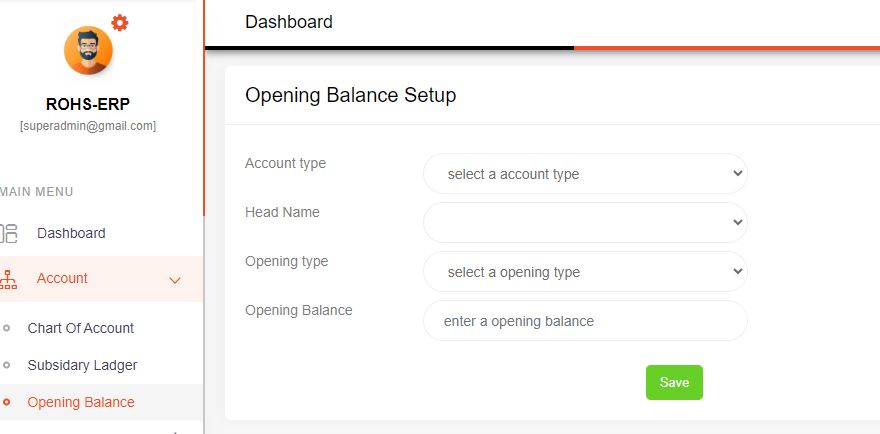 ROHS-ERP
[superadmin@gmail.com]
MAIN MENU
Dashboard
Account
Chart Of Account
Subsidary Ladger
Opening Balance
Dashboard
Opening Balance Setup
Account type
select a account type
Head Name
Opening type
select a opening type
Opening Balance
enter a opening balance
Save